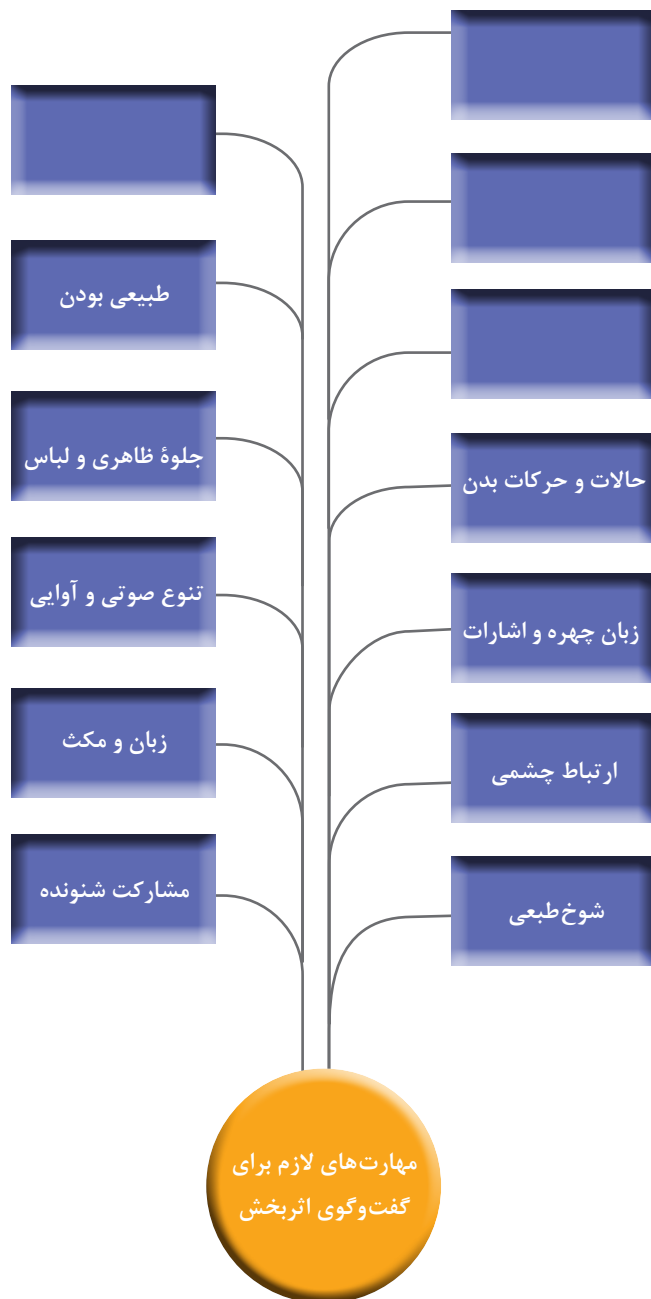 حالات و حرکات بدن
زبان چهره و اشارات
ارتباط چشمی
شوخ‌طبعی
طبیعی بودن
جلوهٔ ظاهری و لباس
تنوع صوتی و آوایی
زبان و مکث
مشارکت شنونده
مهارت‌های لازم برای
گفت‌وگوی اثربخش